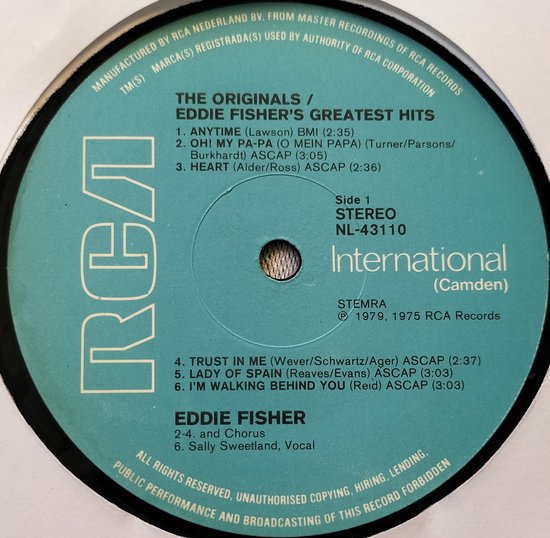 MANUFACTURED BY RCA NEDERLAND BV. FROM MASTER RECORDINGS OF RCA RECORDS
TM(S) MARCA(S) REGISTRADA(S) USED BY AUTHORITY OF RCA CORPORATION
THE ORIGINALS /
EDDIE FISHER'S GREATEST HITS
1. ANYTIME (Lawson) BMI (2:35)
2. OH! MY PA-PA (O MEIN PAPA) (Turner/Parsons/
Burkhardt) ASCAP (3:05)
3. HEART (Alder/Ross) ASCAP (2:36)
RCA
Side 1
STEREO
NL-43110
International
(Camden)
STEMRA
℗ 1979, 1975 RCA Records
4. TRUST IN ME (Wever/Schwartz/Ager) ASCAP (2:37)
5. LADY OF SPAIN (Reaves/Evans) ASCAP (3:03)
6. I'M WALKING BEHIND YOU (Reid) ASCAP (3:03)
EDDIE FISHER
2-4. and Chorus
6. Sally Sweetland, Vocal
ALL RIGHTS RESERVED, UNAUTHORISED COPYING, HIRING, LENDING,
PUBLIC PERFORMANCE AND BROADCASTING OF THIS RECORD FORBIDDEN